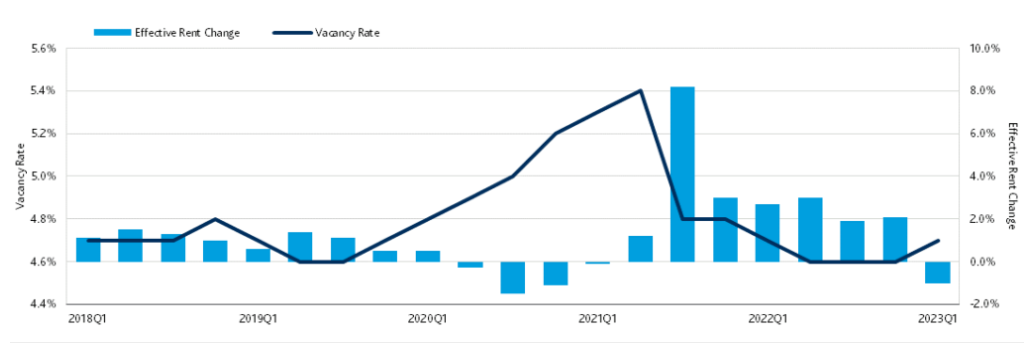 Effective Rent Change
Vacancy Rate
5.6%
5.4%
5.2%
5.0%
4.8%
4.6%
4.4%
Vacancy Rate
10.0%
8.0%
6.0%
4.0%
2.0%
0.0%
-2.0%
Effective Rent Change
2018Q1
2019Q1
2020Q1
2021Q1
2022Q1
2023Q1